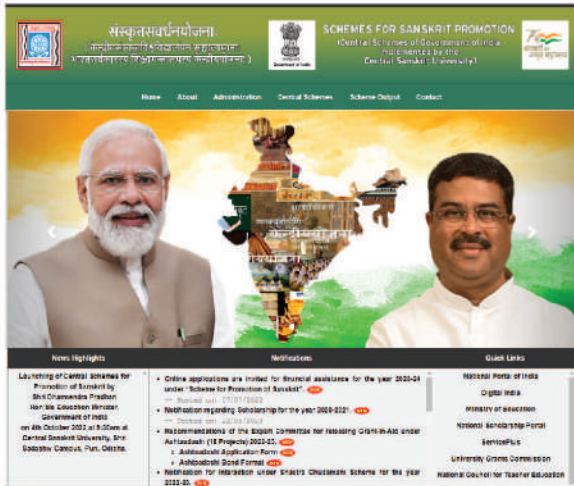 संस्कृतसंवर्धनयोजना
SCHEMES FOR SANSKRIT PROMOTION
(Central Schemes of Government of India
implemented by the
Central Sanskrit University)
Home About Administration Central Schemes Scheme Output Contact
News Highlights
Launching of Central Schemes for
Promotion of Sanskrit by
Shri Dharmendra Pradhan
Hon'ble Education Minister,
Government of India
on 4th October 2022 at 9:00am at
Central Sanskrit University, Shri
Sadashiv Campus, Puri, Odisha.
Notifications
Online applications are invited for financial assistance for the year 2023-24
under "Scheme for Promotion of Sanskrit".
Notification regarding Scholarship for the year 2020-2021.
Recommendations of the Expert Committee for releasing Grant-in-Aid under
Ashtadashi (18 Projects) 2022-23.
Ashtadashi Application Form
Ashtadashi Bond Format
Notification for Interaction under Shastra Chudamani Scheme for the year
2022-23.
Quick Links
National Portal of India
Digital India
Ministry of Education
National Scholarship Portal
ServicePlus
University Grants Commission
National Council for Teacher Education